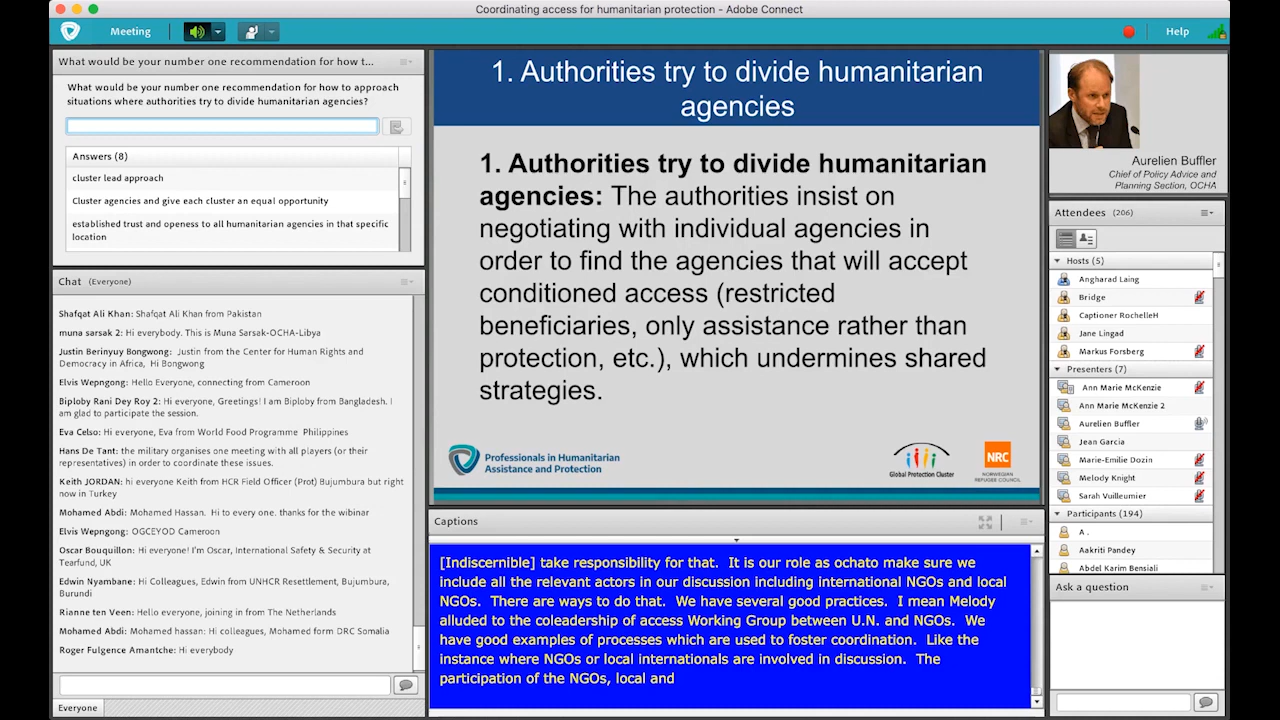 Coordinating access for humanitarian protection - Adobe Connect
Meeting
Help
What would be your number one recommendation for how t...
What would be your number one recommendation for how to approach
situations where authorities try to divide humanitarian agencies?
Answers (8)
cluster lead approach
Cluster agencies and give each cluster an equal opportunity
established trust and openess to all humanitarian agencies in that specific
location
Chat (Everyone)
Shafqat Ali Khan: Shafqat Ali Khan from Pakistan
muna sarsak 2: Hi everybody. This is Muna Sarsak-OCHA-Libya
Justin Berinyuy Bongwong: Justin from the Center for Human Rights and
Democracy in Africa, Hi Bongwong
Elvis Wepngong: Hello Everyone, connecting from Cameroon
Biploby Rani Dey Roy 2: Hi everyone, Greetings! I am Biploby from Bangladesh. I
am glad to participate the session.
Eva Celso: Hi everyone, Eva from World Food Programme Philippines
Hans De Tant: the military organises one meeting with all players (or their
representatives) in order to coordinate these issues.
Keith JORDAN: hi everyone Keith from HCR Field Officer (Prot) Bujumbura but right
now in Turkey
Mohamed Abdi: Mohamed Hassan. Hi to every one. thanks for the wibinar
Elvis Wepngong: OGCEYOD Cameroon
Oscar Bouquillon: Hi everyone! I'm Oscar, International Safety & Security at
Tearfund, UK
Edwin Nyambane: Hi Colleagues, Edwin from UNHCR Resettlement, Bujumbura,
Burundi
Rianne ten Veen: Hello everyone, joining in from The Netherlands
Mohamed Abdi: Mohamed hassan: Hi colleagues, Mohamed form DRC Somalia
Roger Fulgence Amantche: Hi everybody
Everyone
1. Authorities try to divide humanitarian
agencies
1. Authorities try to divide humanitarian
agencies: The authorities insist on
negotiating with individual agencies in
order to find the agencies that will accept
conditioned access (restricted
beneficiaries, only assistance rather than
protection, etc.), which undermines shared
strategies.
Professionals in Humanitarian
Assistance and Protection
Global Protection Cluster
NRC
NORWEGIAN
REFUGEE COUNCIL
Captions
[Indiscernible] take responsibility for that. It is our role as ochato make sure we
include all the relevant actors in our discussion including international NGOs and local
NGOs. There are ways to do that. We have several good practices. I mean Melody
alluded to the coleadership of access Working Group between U.N. and NGOs. We
have good examples of processes which are used to foster coordination. Like the
instance where NGOs or local internationals are involved in discussion. The
participation of the NGOs, local and
Aurelien Buffler
Chief of Policy Advice and
Planning Section, OCHA
Attendees (206)
Hosts (5)
Angharad Laing
Bridge
Captioner RochelleH
Jane Lingad
Markus Forsberg
Presenters (7)
Ann Marie McKenzie
Ann Marie McKenzie 2
Aurelien Buffler
Jean Garcia
Marie-Emilie Dozin
Melody Knight
Sarah Vuilleumier
Participants (194)
A .
Aakriti Pandey
Abdel Karim Bensiali
Ask a question